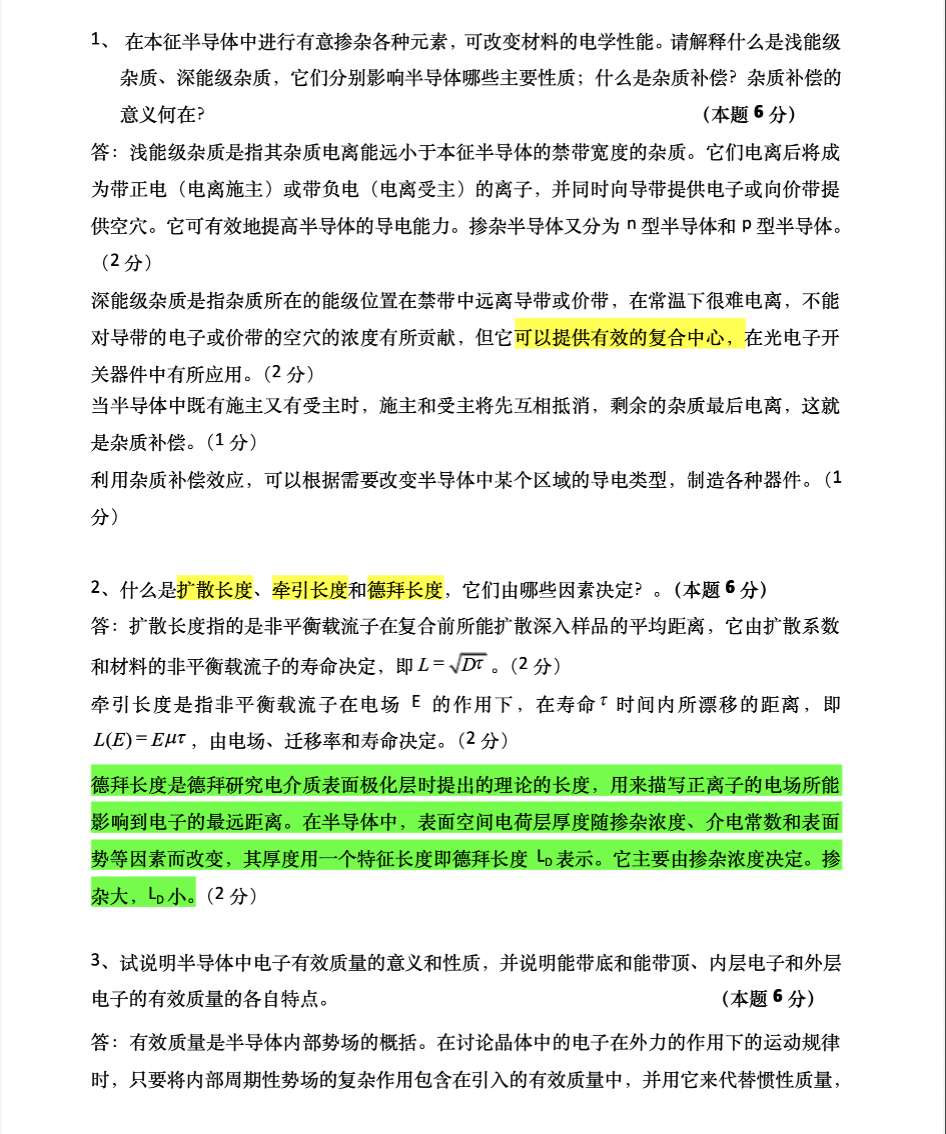 1、 在本征半导体中进行有意掺杂各种元素，可改变材料的电学性能。请解释什么是浅能级
杂质、深能级杂质，它们分别影响半导体哪些主要性质；什么是杂质补偿？杂质补偿的
意义何在？ （本题 6 分）
答：浅能级杂质是指其杂质电离能远小于本征半导体的禁带宽度的杂质。它们电离后将成
为带正电（电离施主）或带负电（电离受主）的离子，并同时向导带提供电子或向价带提
供空穴。它可有效地提高半导体的导电能力。掺杂半导体又分为 n 型半导体和 p 型半导体。
（2 分）
深能级杂质是指杂质所在的能级位置在禁带中远离导带或价带，在常温下很难电离，不能
对导带的电子或价带的空穴的浓度有所贡献，但它可以提供有效的复合中心，在光电子开
关器件中有所应用。（2 分）
当半导体中既有施主又有受主时，施主和受主将先互相抵消，剩余的杂质最后电离，这就
是杂质补偿。（1 分）
利用杂质补偿效应，可以根据需要改变半导体中某个区域的导电类型，制造各种器件。（1
分）
2、什么是扩散长度、牵引长度和德拜长度，它们由哪些因素决定？。（本题 6 分）
答：扩散长度指的是非平衡载流子在复合前所能扩散深入样品的平均距离，它由扩散系数
和材料的非平衡载流子的寿命决定，即 L = √Dτ 。（2 分）
牵引长度是指非平衡载流子在电场 E 的作用下，在寿命 τ 时间内所漂移的距离，即
L(E) = Eμτ ，由电场、迁移率和寿命决定。（2 分）
德拜长度是德拜研究电介质表面极化层时提出的理论的长度，用来描写正离子的电场所能
影响到电子的最远距离。在半导体中，表面空间电荷层厚度随掺杂浓度、介电常数和表面
势等因素而改变，其厚度用一个特征长度即德拜长度 L_D 表示。它主要由掺杂浓度决定。掺
杂大，L_D 小。（2 分）
3、试说明半导体中电子有效质量的意义和性质，并说明能带底和能带顶、内层电子和外层
电子的有效质量的各自特点。 （本题 6 分）
答：有效质量是半导体内部势场的概括。在讨论晶体中的电子在外力的作用下的运动规律
时，只要将内部周期性势场的复杂作用包含在引入的有效质量中，并用它来代替惯性质量，